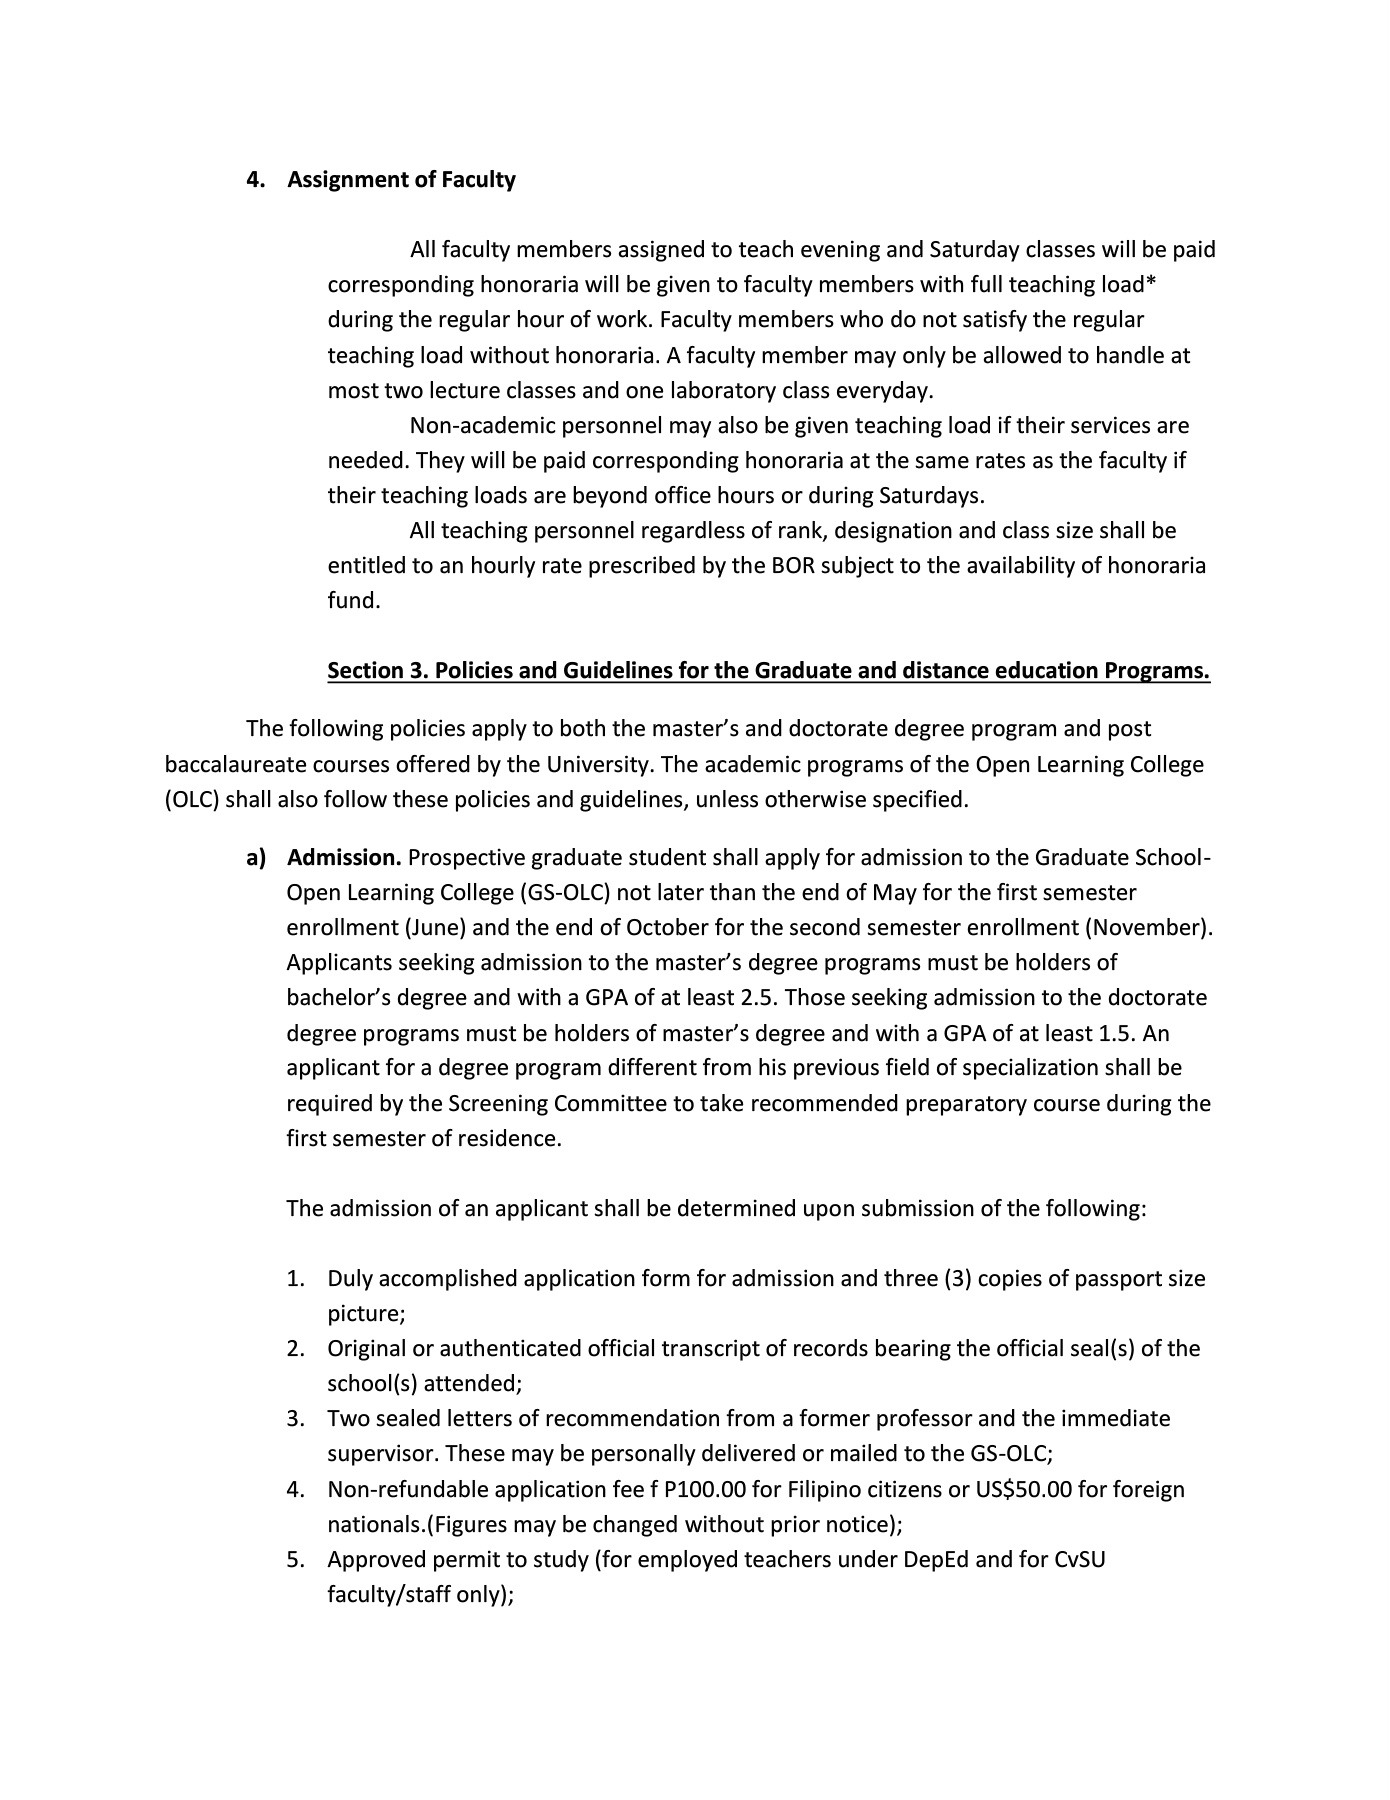 4. Assignment of Faculty
All faculty members assigned to teach evening and Saturday classes will be paid
corresponding honoraria will be given to faculty members with full teaching load*
during the regular hour of work. Faculty members who do not satisfy the regular
teaching load without honoraria. A faculty member may only be allowed to handle at
most two lecture classes and one laboratory class everyday.
Non-academic personnel may also be given teaching load if their services are
needed. They will be paid corresponding honoraria at the same rates as the faculty if
their teaching loads are beyond office hours or during Saturdays.
All teaching personnel regardless of rank, designation and class size shall be
entitled to an hourly rate prescribed by the BOR subject to the availability of honoraria
fund.
Section 3. Policies and Guidelines for the Graduate and distance education Programs.
The following policies apply to both the master's and doctorate degree program and post
baccalaureate courses offered by the University. The academic programs of the Open Learning College
(OLC) shall also follow these policies and guidelines, unless otherwise specified.
a) Admission. Prospective graduate student shall apply for admission to the Graduate School-
Open Learning College (GS-OLC) not later than the end of May for the first semester
enrollment (June) and the end of October for the second semester enrollment (November).
Applicants seeking admission to the master's degree programs must be holders of
bachelor's degree and with a GPA of at least 2.5. Those seeking admission to the doctorate
degree programs must be holders of master's degree and with a GPA of at least 1.5. An
applicant for a degree program different from his previous field of specialization shall be
required by the Screening Committee to take recommended preparatory course during the
first semester of residence.
The admission of an applicant shall be determined upon submission of the following:
1. Duly accomplished application form for admission and three (3) copies of passport size
picture;
2. Original or authenticated official transcript of records bearing the official seal(s) of the
school(s) attended;
3. Two sealed letters of recommendation from a former professor and the immediate
supervisor. These may be personally delivered or mailed to the GS-OLC;
4. Non-refundable application fee f P100.00 for Filipino citizens or US$50.00 for foreign
nationals.(Figures may be changed without prior notice);
5. Approved permit to study (for employed teachers under DepEd and for CvSU
faculty/staff only);